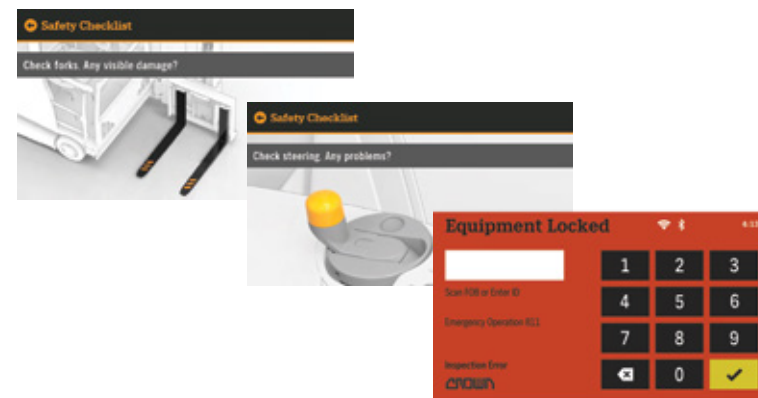 Safety Checklist
Check forks. Any visible damage?
Safety Checklist
Check steering. Any problems?
Equipment Locked
1 2 3
Scan FOB or Enter ID
4 5 6
Emergency Operation 811
7 8 9
Inspection Error
0
CROWN